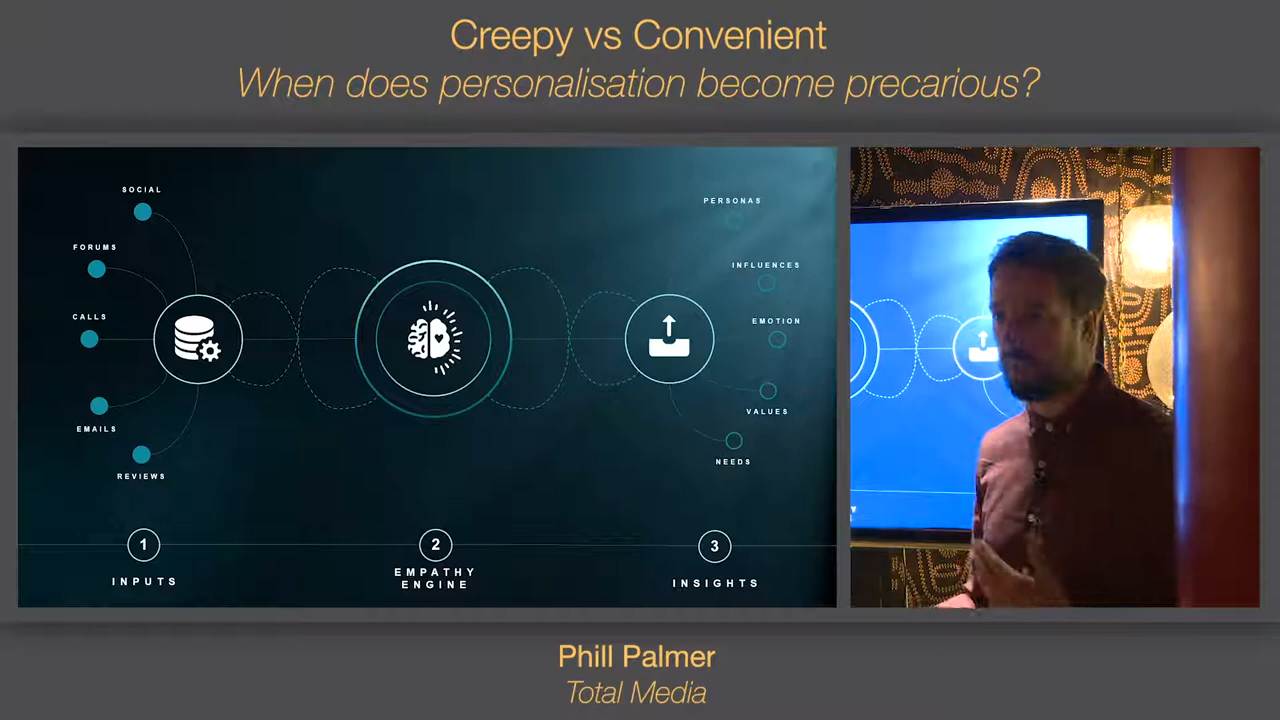 Creepy vs Convenient
When does personalisation become precarious?
SOCIAL
FORUMS
CALLS
EMAILS
REVIEWS
PERSONAS
INFLUENCES
EMOTION
VALUES
NEEDS
1
INPUTS
2
EMPATHY
ENGINE
3
INSIGHTS
Phill Palmer
Total Media